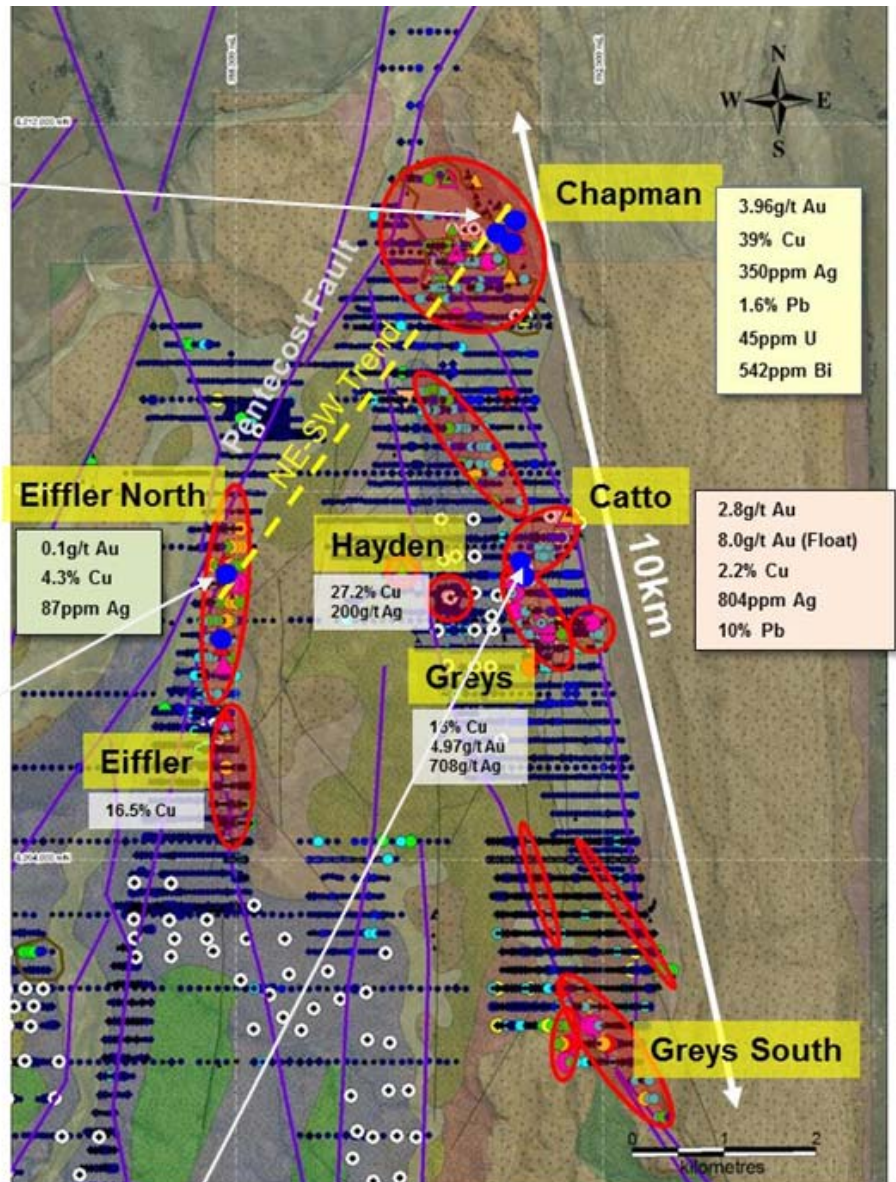 N
W E
S
Chapman
3.96g/t Au
39% Cu
350ppm Ag
1.6% Pb
45ppm U
542ppm Bi
Pentecost Fault
NE-SW Trend
Eiffler North
0.1g/t Au
4.3% Cu
87ppm Ag
Hayden
27.2% Cu
200g/t Ag
Catto
2.8g/t Au
8.0g/t Au (Float)
2.2% Cu
804ppm Ag
10% Pb
10km
Greys
% Cu
4.97g/t Au
708g/t Ag
Eiffler
16.5% Cu
Greys South
0 1 2
kilometres